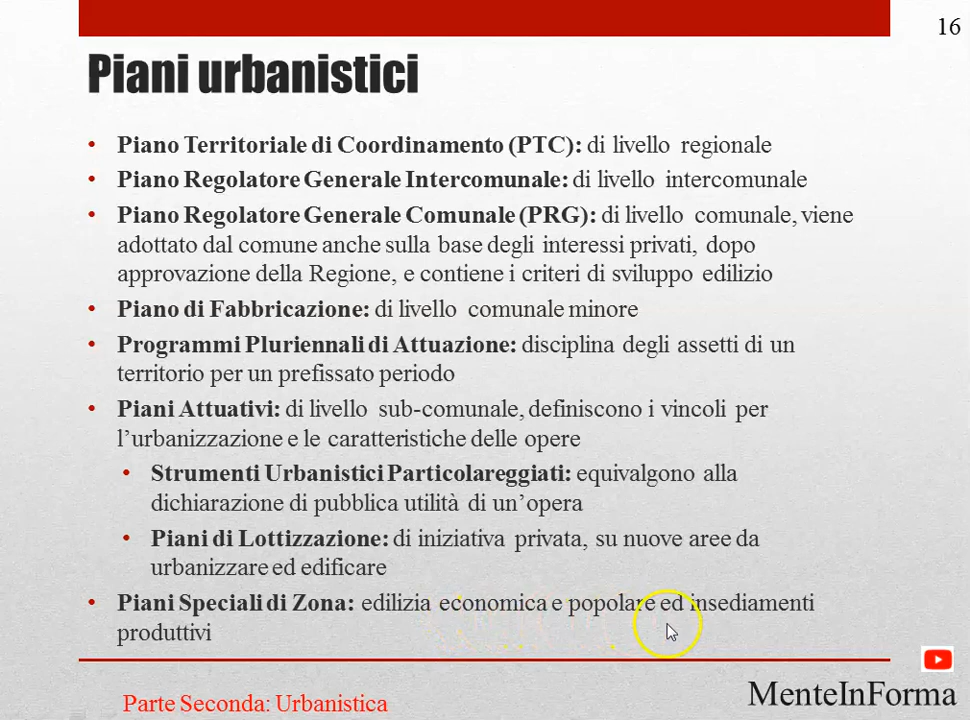 16
Piani urbanistici
• Piano Territoriale di Coordinamento (PTC): di livello regionale
• Piano Regolatore Generale Intercomunale: di livello intercomunale
• Piano Regolatore Generale Comunale (PRG): di livello comunale, viene
adottato dal comune anche sulla base degli interessi privati, dopo
approvazione della Regione, e contiene i criteri di sviluppo edilizio
• Piano di Fabbricazione: di livello comunale minore
• Programmi Pluriennali di Attuazione: disciplina degli assetti di un
territorio per un prefissato periodo
• Piani Attuativi: di livello sub-comunale, definiscono i vincoli per
l’urbanizzazione e le caratteristiche delle opere
• Strumenti Urbanistici Particolareggiati: equivalgono alla
dichiarazione di pubblica utilità di un’opera
• Piani di Lottizzazione: di iniziativa privata, su nuove aree da
urbanizzare ed edificare
• Piani Speciali di Zona: edilizia economica e popolare ed insediamenti
produttivi
Parte Seconda: Urbanistica
MenteInForma